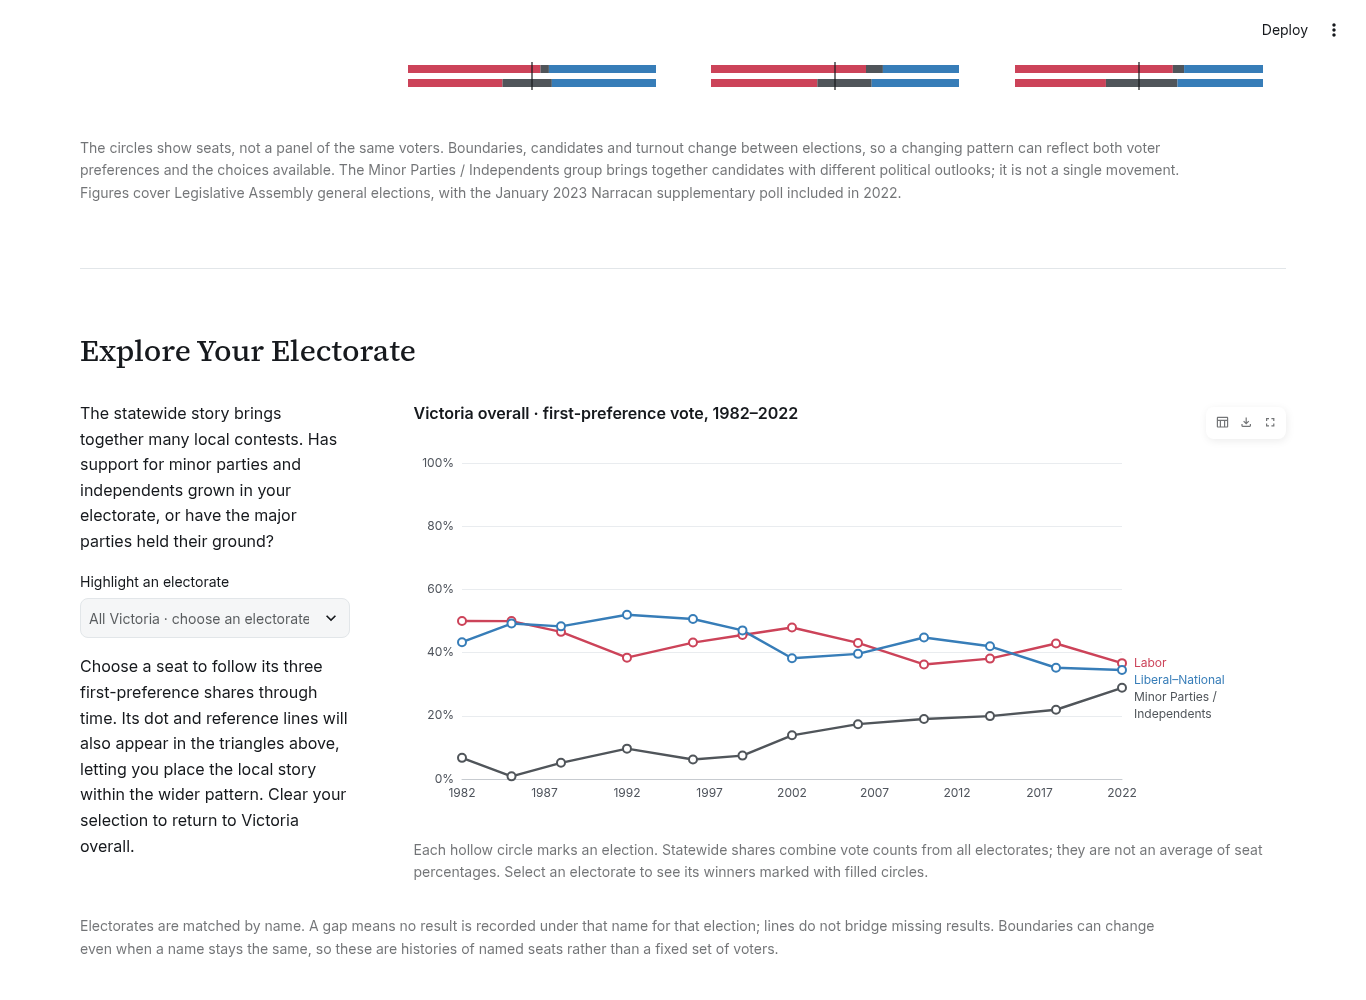 Deploy
The circles show seats, not a panel of the same voters. Boundaries, candidates and turnout change between elections, so a changing pattern can reflect both voter
preferences and the choices available. The Minor Parties / Independents group brings together candidates with different political outlooks; it is not a single movement.
Figures cover Legislative Assembly general elections, with the January 2023 Narracan supplementary poll included in 2022.
Explore Your Electorate
The statewide story brings
together many local contests. Has
support for minor parties and
independents grown in your
electorate, or have the major
parties held their ground?
Highlight an electorate
All Victoria · choose an electorate
Choose a seat to follow its three
first-preference shares through
time. Its dot and reference lines will
also appear in the triangles above,
letting you place the local story
within the wider pattern. Clear your
selection to return to Victoria
overall.
Victoria overall · first-preference vote, 1982–2022
100%
80%
60%
40%
20%
0%
1982 1987 1992 1997 2002 2007 2012 2017 2022
Labor
Liberal–National
Minor Parties /
Independents
Each hollow circle marks an election. Statewide shares combine vote counts from all electorates; they are not an average of seat
percentages. Select an electorate to see its winners marked with filled circles.
Electorates are matched by name. A gap means no result is recorded under that name for that election; lines do not bridge missing results. Boundaries can change
even when a name stays the same, so these are histories of named seats rather than a fixed set of voters.